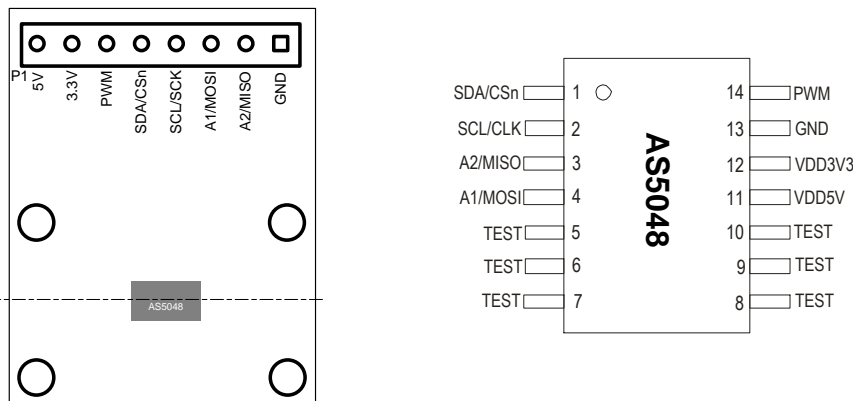 P1
5V
3.3V
PWM
SDA/CSn
SCL/SCK
A1/MOSI
A2/MISO
GND
AS5048
SDA/CSn 1
SCL/CLK 2
A2/MISO 3
A1/MOSI 4
TEST 5
TEST 6
TEST 7
AS5048
14 PWM
13 GND
12 VDD3V3
11 VDD5V
10 TEST
9 TEST
8 TEST